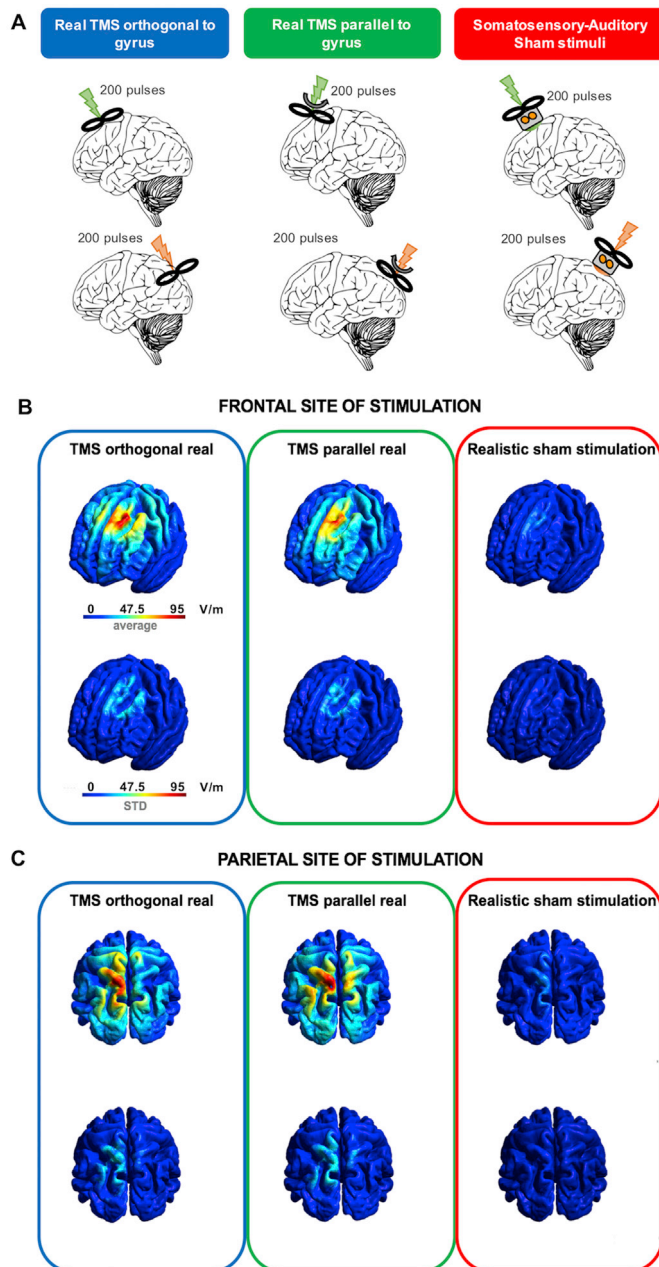 A
Real TMS orthogonal to
gyrus
Real TMS parallel to
gyrus
Somatosensory-Auditory
Sham stimuli
200 pulses
200 pulses
200 pulses
200 pulses
200 pulses
200 pulses
B
FRONTAL SITE OF STIMULATION
TMS orthogonal real
TMS parallel real
Realistic sham stimulation
0 47.5 95 V/m
average
0 47.5 95 V/m
STD
C
PARIETAL SITE OF STIMULATION
TMS orthogonal real
TMS parallel real
Realistic sham stimulation